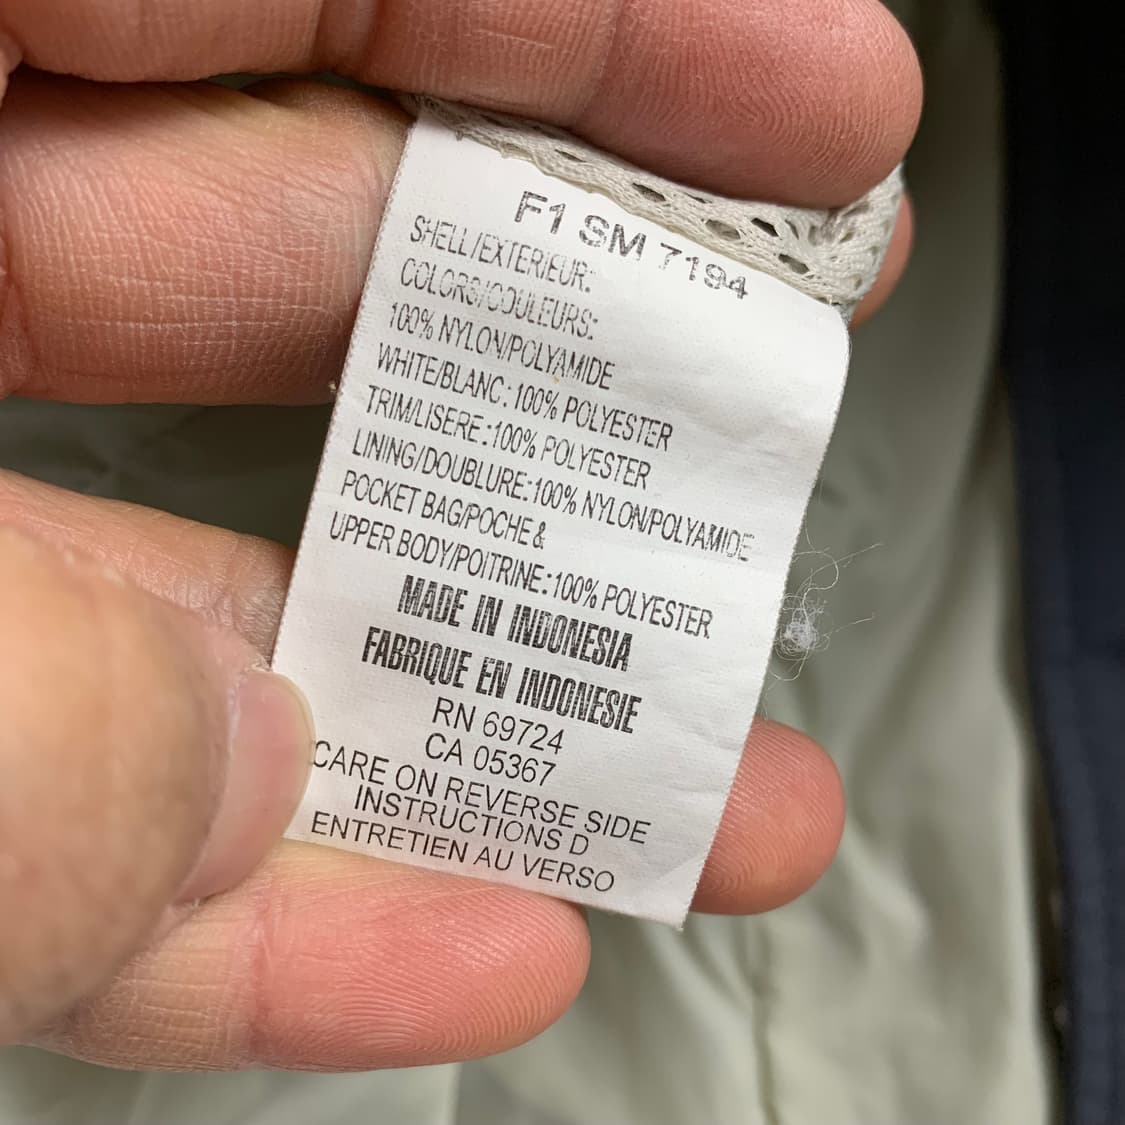 F1 SM 7194
SHELL/EXTERIEUR:
COLORS/COULEURS:
100% NYLON/POLYAMIDE
WHITE/BLANC: 100% POLYESTER
TRIM/LISERE:100% POLYESTER
LINING/DOUBLURE:100% NYLON/POLYAMIDE
POCKET BAG/POCHE &
UPPER BODY/POITRINE:100% POLYESTER
MADE IN INDONESIA
FABRIQUE EN INDONESIE
RN 69724
CA 05367
CARE ON REVERSE SIDE
INSTRUCTIONS D
ENTRETIEN AU VERSO